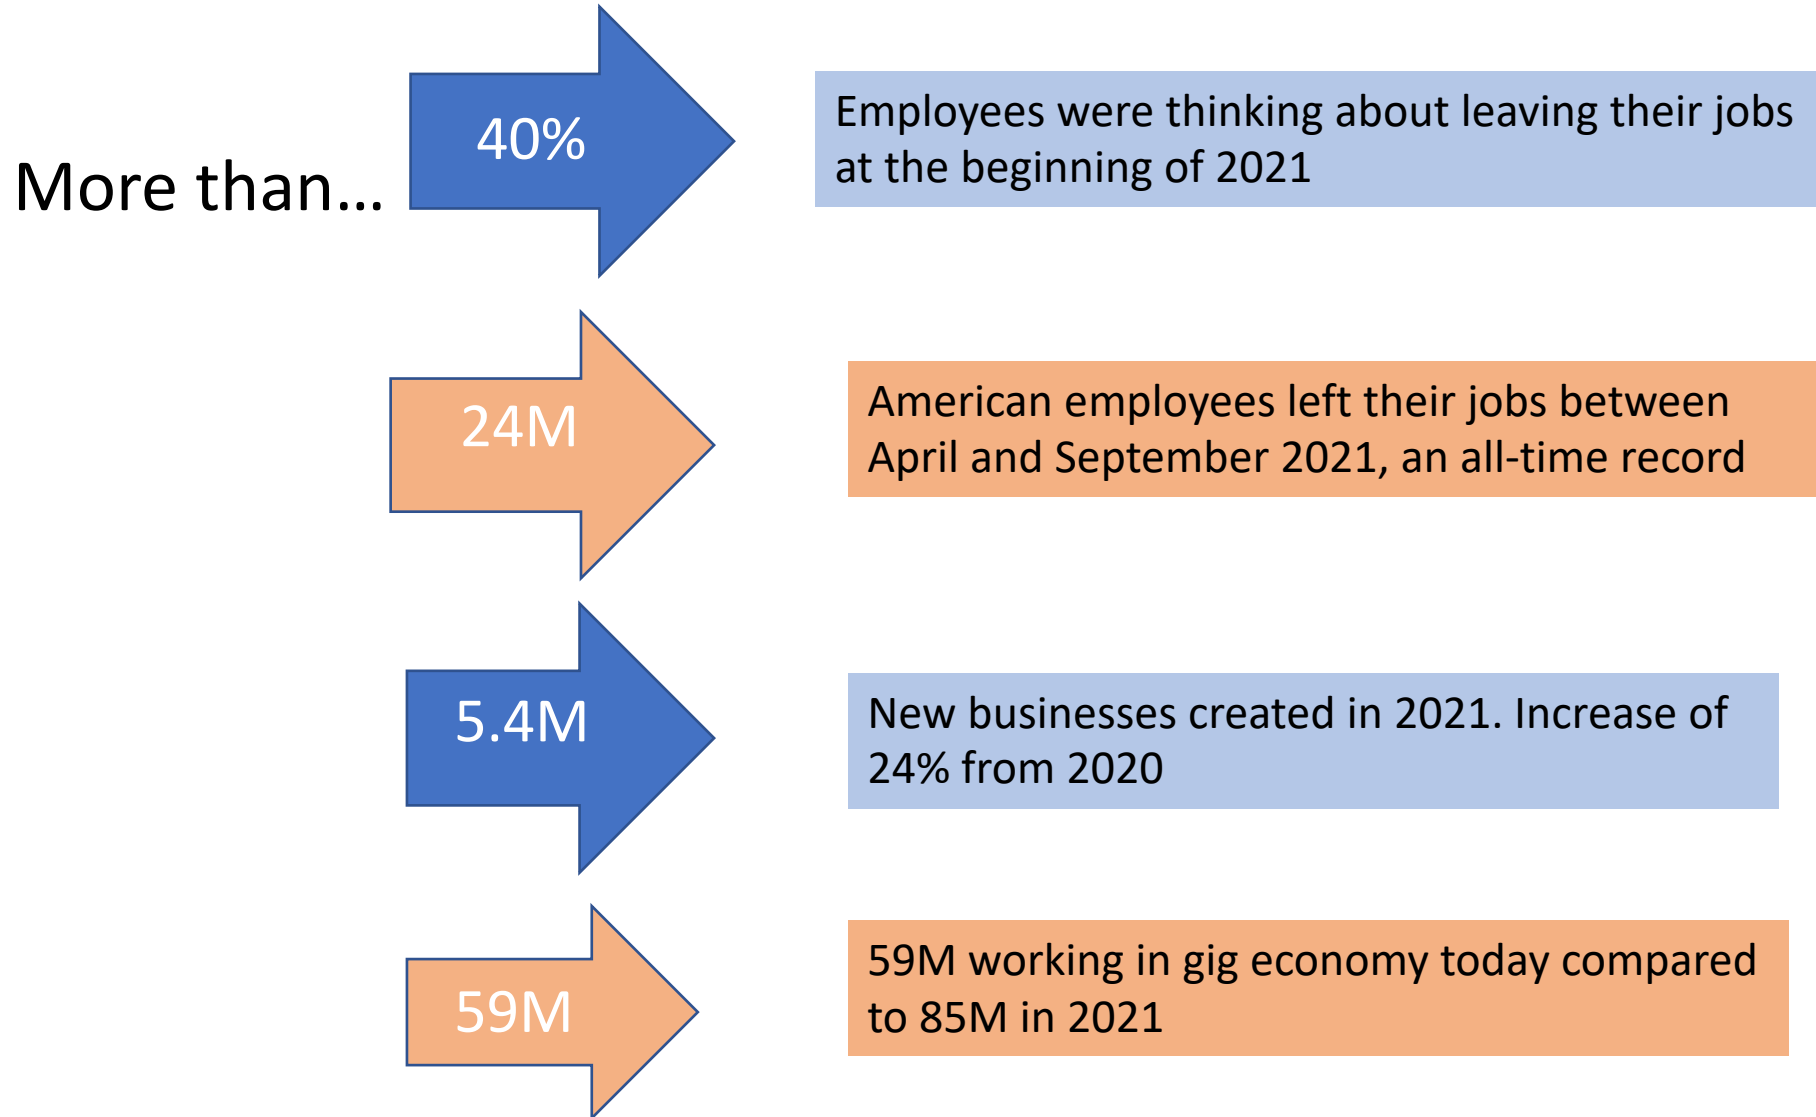 More than…
40%
Employees were thinking about leaving their jobs
at the beginning of 2021
24M
American employees left their jobs between
April and September 2021, an all-time record
5.4M
New businesses created in 2021. Increase of
24% from 2020
59M
59M working in gig economy today compared
to 85M in 2021